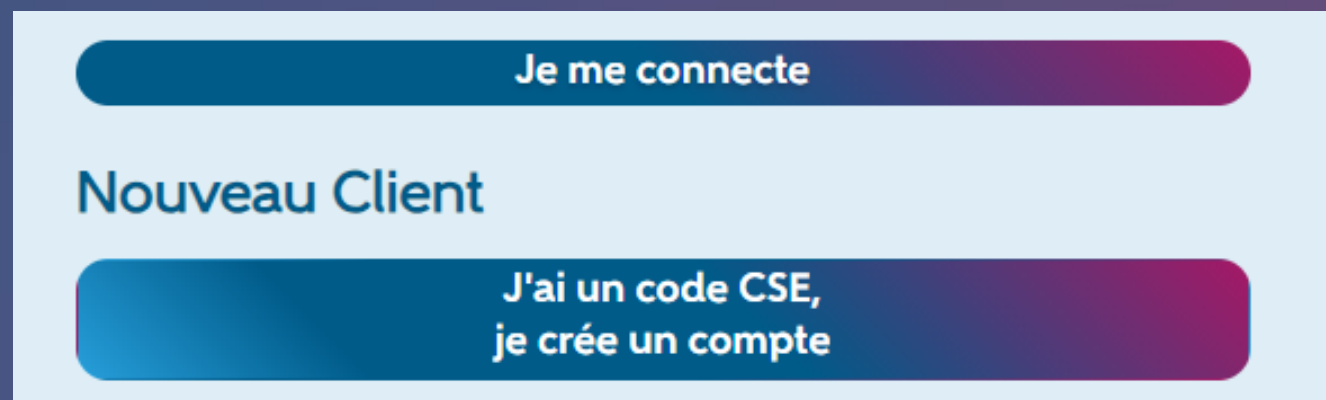 Je me connecte
Nouveau Client
J'ai un code CSE,
je crée un compte